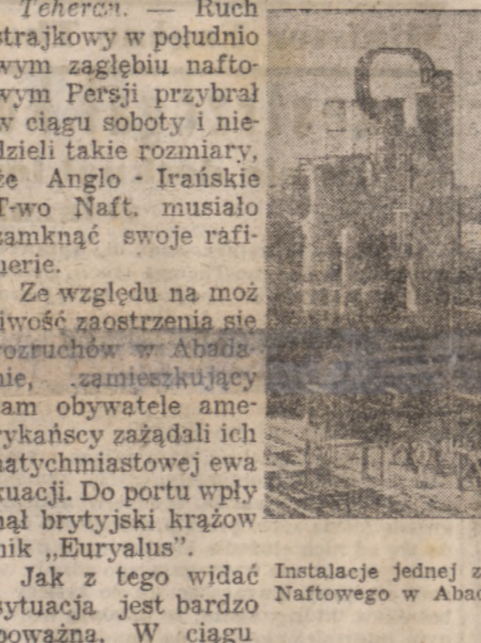 Teheran. — Ruch
strajkowy w południo
wym zagłębiu nafto-
wym Persji przybrał
w ciągu soboty i nie-
dzieli takie rozmiary,
że Anglo - Irańskie
T-wo Naft. musiało
zamknąć swoje rafi-
nerie.
Ze względu na moż
liwość zaostrzenia się
rozruchów w Abada-
nie, zamieszkujący
tam obywatele ame-
rykańscy zażądali ich
natychmiastowej ewa
kuacji. Do portu wpły
nął brytyjski krążow
nik „Euryalus”.
Jak z tego widać
sytuacja jest bardzo
poważna. W ciągu
Instalacje jednej z
Naftowego w Abad